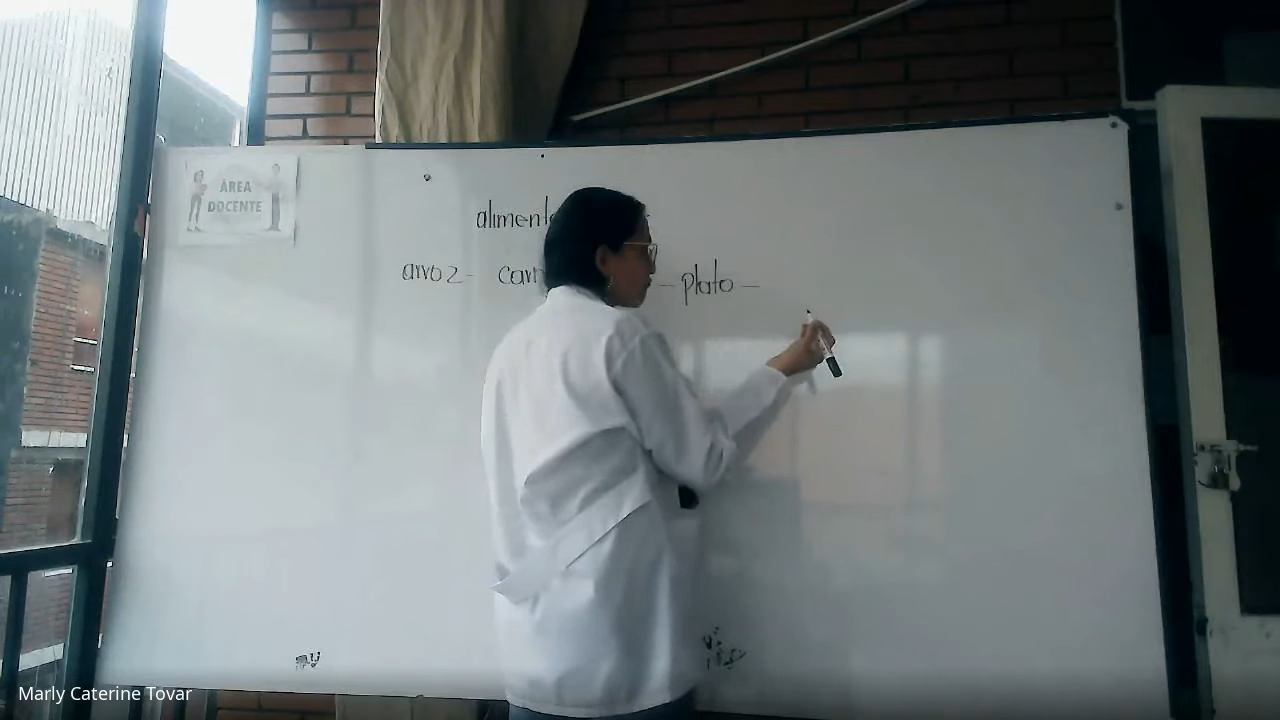 ÁREA
DOCENTE
alimento
arroz - carn
- plato -
Marly Caterine Tovar